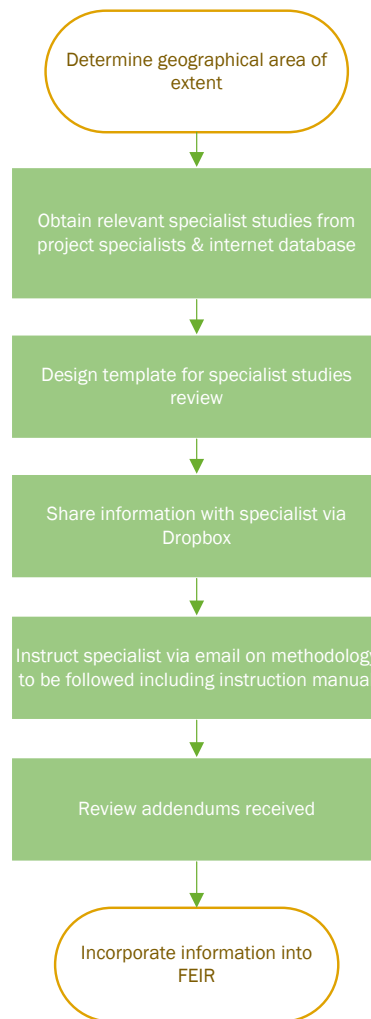 Determine geographical area of
extent
Obtain relevant specialist studies from
project specialists & internet database
Design template for specialist studies
review
Share information with specialist via
Dropbox
Instruct specialist via email on methodology
to be followed including instruction manual
Review addendums received
Incorporate information into
FEIR